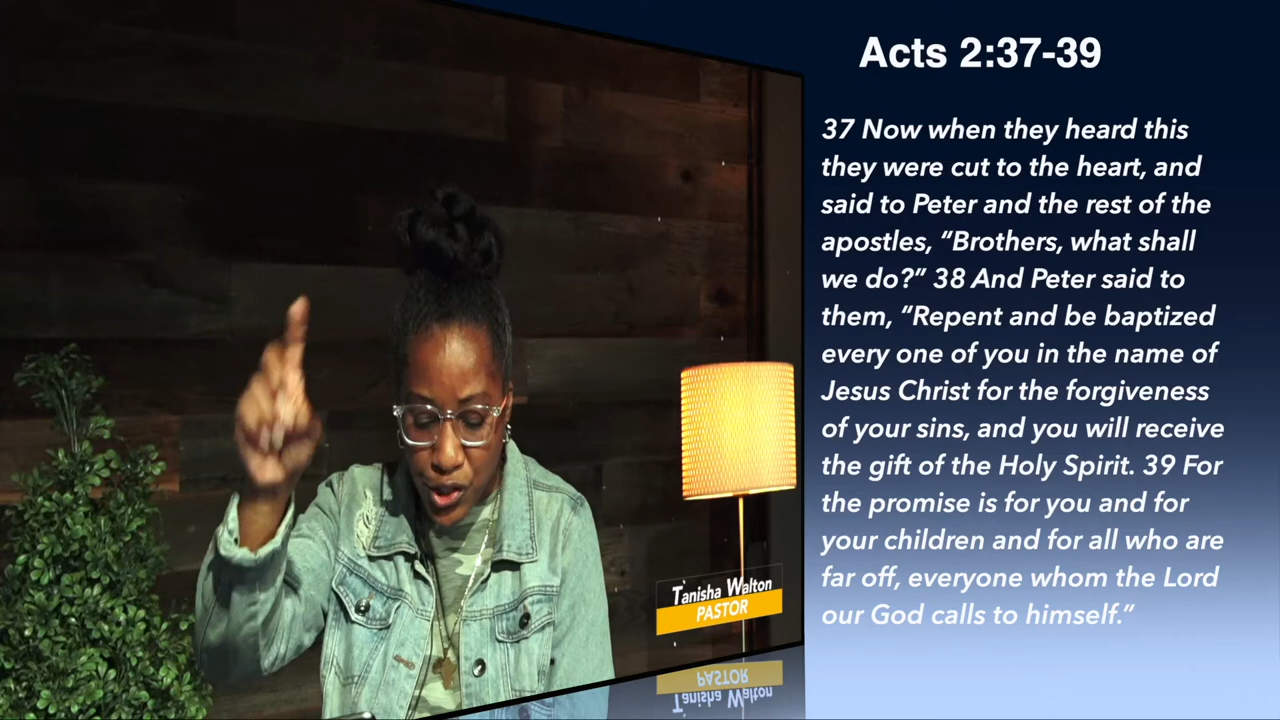 Acts 2:37-39
37 Now when they heard this
they were cut to the heart, and
said to Peter and the rest of the
apostles, “Brothers, what shall
we do?” 38 And Peter said to
them, “Repent and be baptized
every one of you in the name of
Jesus Christ for the forgiveness
of your sins, and you will receive
the gift of the Holy Spirit. 39 For
the promise is for you and for
your children and for all who are
far off, everyone whom the Lord
our God calls to himself.”
Tanisha Walton
PASTOR